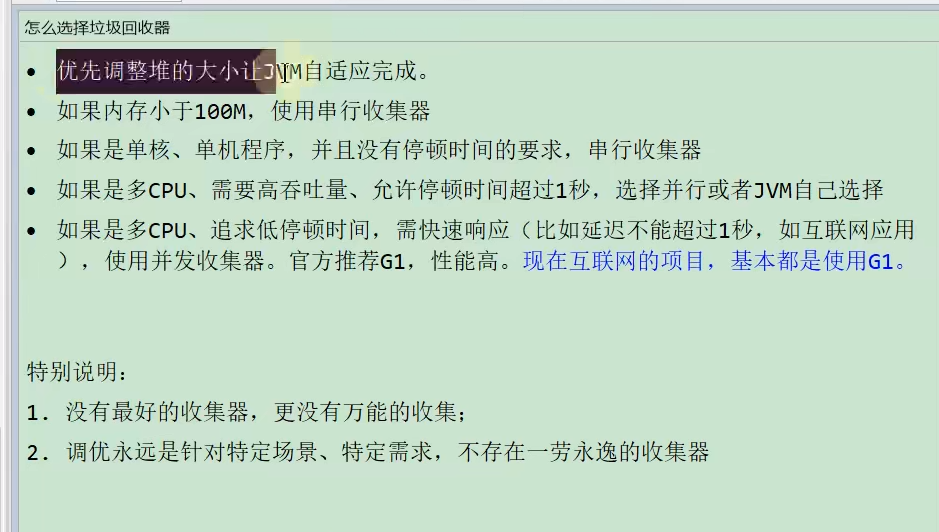 怎么选择垃圾回收器
• 优先调整堆的大小让JVM自适应完成。
• 如果内存小于100M，使用串行收集器
• 如果是单核、单机程序，并且没有停顿时间的要求，串行收集器
• 如果是多CPU、需要高吞吐量、允许停顿时间超过1秒，选择并行或者JVM自己选择
• 如果是多CPU、追求低停顿时间，需快速响应（比如延迟不能超过1秒，如互联网应用
），使用并发收集器。官方推荐G1，性能高。现在互联网的项目，基本都是使用G1。
特别说明：
1. 没有最好的收集器，更没有万能的收集；
2. 调优永远是针对特定场景、特定需求，不存在一劳永逸的收集器